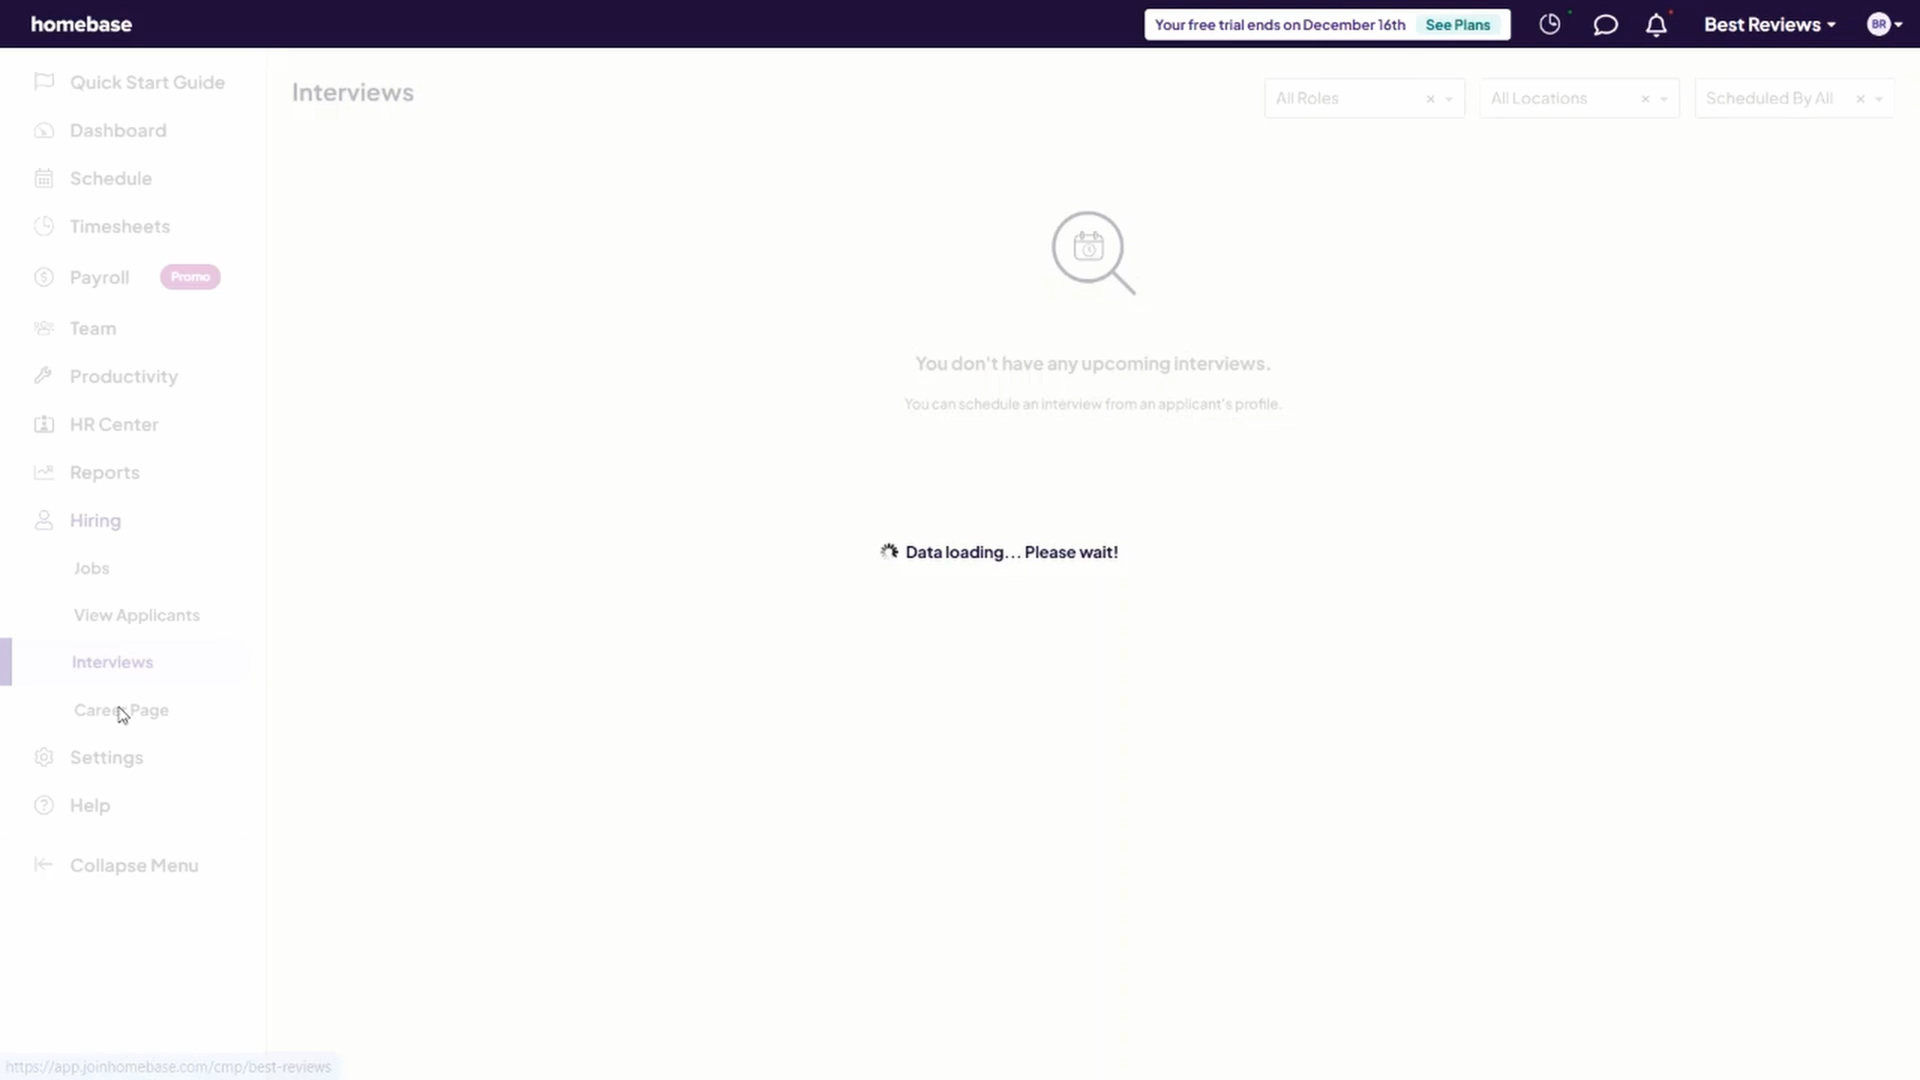 homebase
Your free trial ends on December 16th See Plans
Best Reviews
BR
Quick Start Guide
Dashboard
Schedule
Timesheets
Payroll Promo
Team
Productivity
HR Center
Reports
Hiring
Jobs
View Applicants
Interviews
Career Page
Settings
Help
Collapse Menu
Interviews
All Roles
All Locations
Scheduled By All
You don't have any upcoming interviews.
You can schedule an interview from an applicant's profile.
Data loading... Please wait!
https://app.joinhomebase.com/cmp/best-reviews